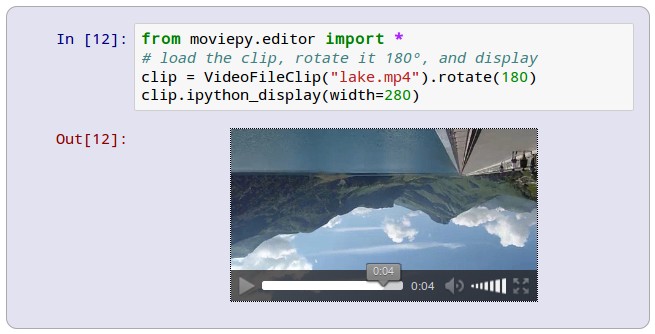 In [12]: from moviepy.editor import *
# load the clip, rotate it 180º, and display
clip = VideoFileClip("lake.mp4").rotate(180)
clip.ipython_display(width=280)
Out[12]:
0:04
0:04